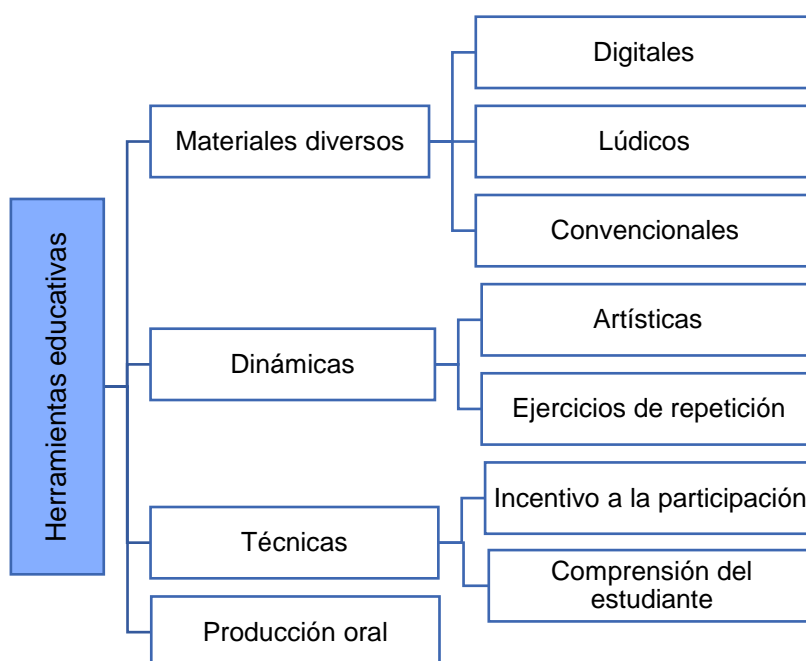 Herramientas educativas
Materiales diversos
Digitales
Lúdicos
Convencionales
Dinámicas
Artísticas
Ejercicios de repetición
Técnicas
Incentivo a la participación
Comprensión del
estudiante
Producción oral